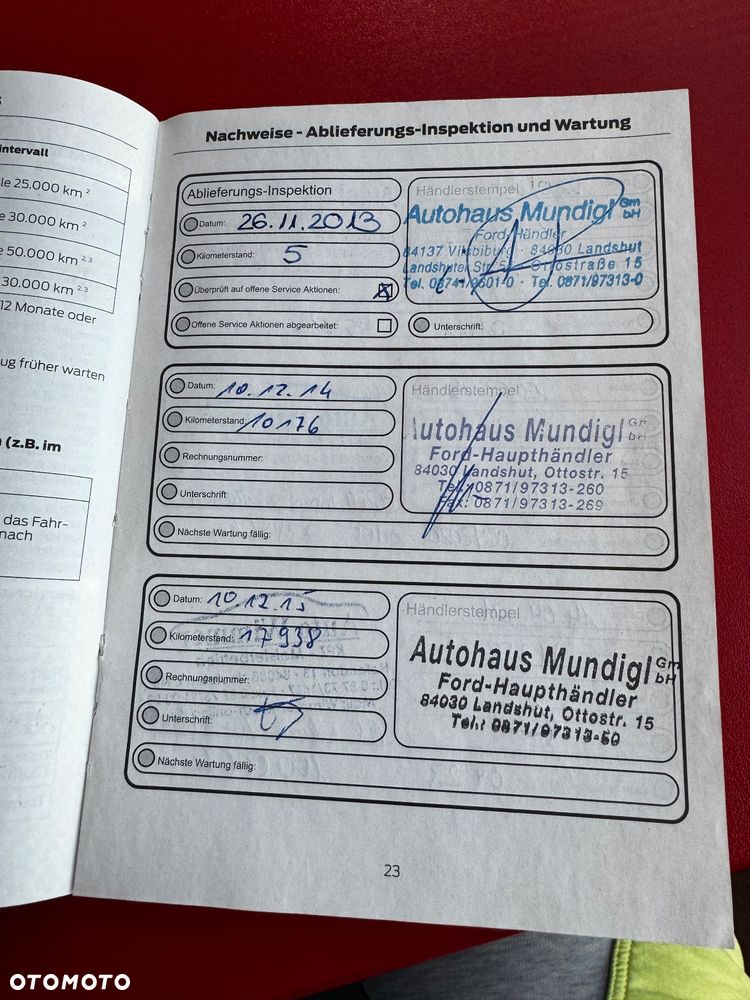 intervall
le 25.000 km ²
e 30.000 km ²
e 50.000 km ²,³
30.000 km ²,³
12 Monate oder
ug früher warten
(z.B. im
das Fahr-
nach
Nachweise - Ablieferungs-Inspektion und Wartung
Ablieferungs-Inspektion
Datum: 26.11.2013
Kilometerstand: 5
Überprüft auf offene Service Aktionen:
Offene Service Aktionen abgearbeitet:
Händlerstempel
Autohaus Mundigl GmbH
Ford-Händler
84137 Vilsbiburg · 84030 Landshut
Landshuter Str. Ottostraße 15
Tel. 08741/9601-0 · Tel. 0871/97313-0
Unterschrift:
Datum: 10.12.14
Kilometerstand: 10176
Rechnungsnummer:
Unterschrift:
Nächste Wartung fällig:
Händlerstempel
Autohaus Mundigl GmbH
Ford-Haupthändler
84030 Landshut, Ottostr. 15
Tel.: 0871/97313-260
Fax: 0871/97313-269
Datum: 10.12.15
Kilometerstand: 17938
Rechnungsnummer:
Unterschrift:
Nächste Wartung fällig:
Händlerstempel
Autohaus Mundigl GmbH
Ford-Haupthändler
84030 Landshut, Ottostr. 15
Tel.: 0871/97313-60
23
OTOMOTO